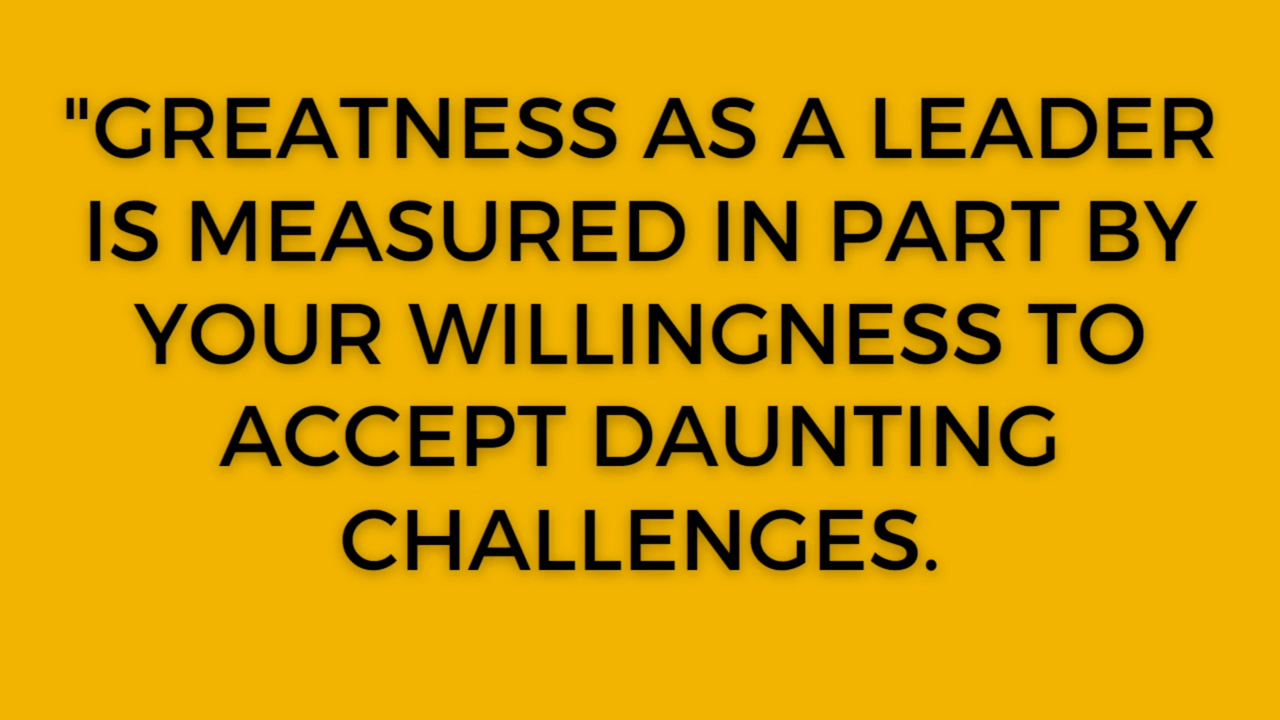 "GREATNESS AS A LEADER
IS MEASURED IN PART BY
YOUR WILLINGNESS TO
ACCEPT DAUNTING
CHALLENGES.